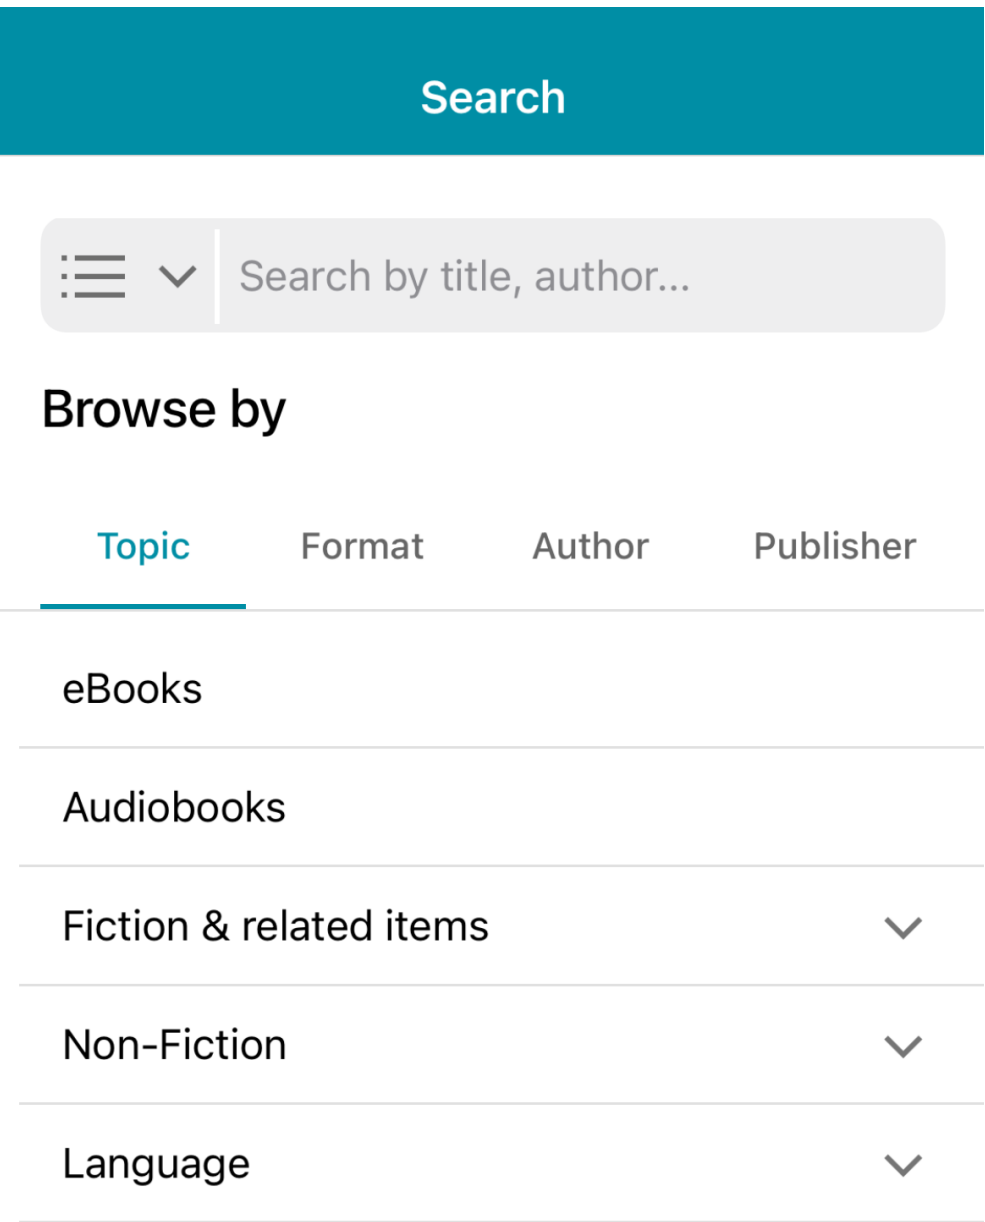 Search
Search by title, author...
Browse by
Topic Format Author Publisher
eBooks
Audiobooks
Fiction & related items
Non-Fiction
Language